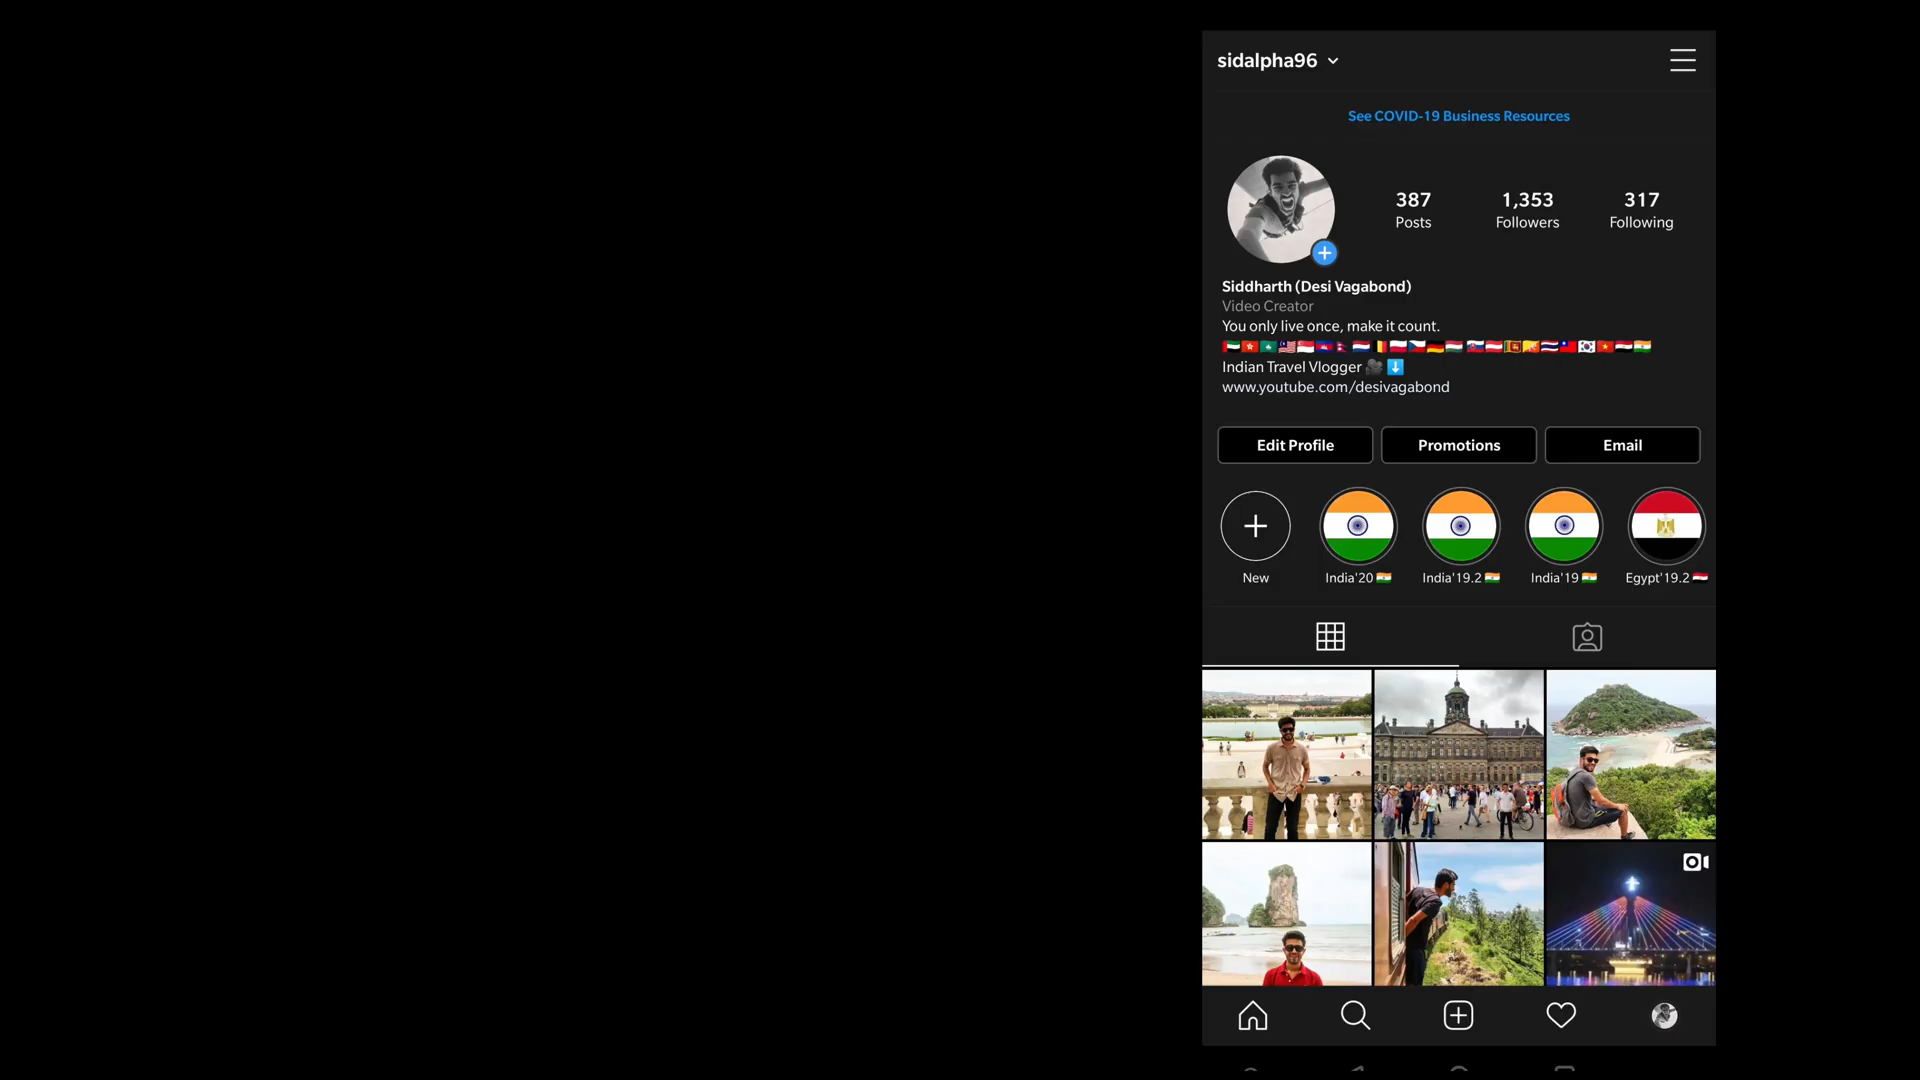 sidalpha96
See COVID-19 Business Resources
387 1,353 317
Posts Followers Following
Siddharth (Desi Vagabond)
Video Creator
You only live once, make it count.
🇦🇪🇭🇰🇲🇴🇲🇾🇸🇬🇰🇭🇳🇵🇳🇱🇧🇪🇵🇱🇨🇿🇩🇪🇭🇺🇸🇰🇦🇹🇱🇰🇧🇹🇹🇭🇹🇼🇰🇷🇻🇳🇪🇬🇮🇳
Indian Travel Vlogger 🎥 ⬇️
www.youtube.com/desivagabond
Edit Profile Promotions Email
New India'20 🇮🇳 India'19.2 🇮🇳 India'19 🇮🇳 Egypt'19.2 🇪🇬